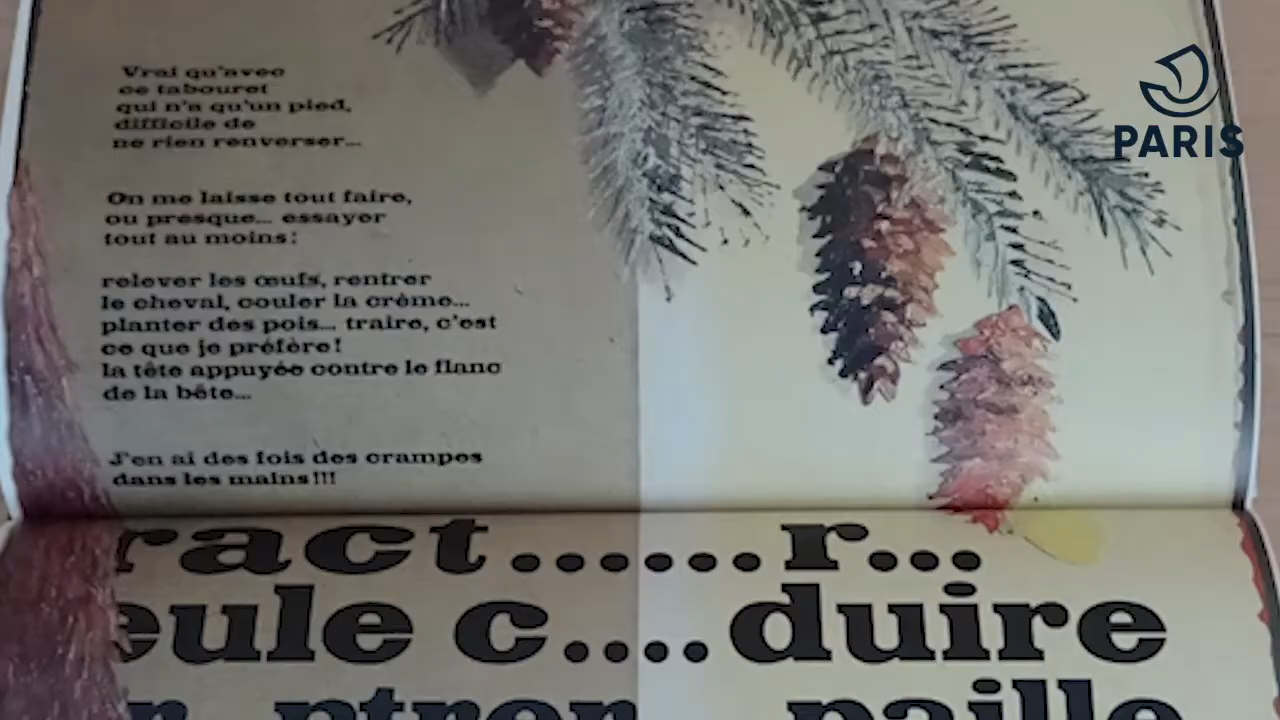 Vrai qu'avec
ce tabouret
qui n'a qu'un pied,
difficile de
ne rien renverser...
On me laisse tout faire,
ou presque... essayer
tout au moins:
relever les œufs, rentrer
le cheval, couler la crème...
planter des pois... traire, c'est
ce que je préfère!
la tête appuyée contre le flanc
de la bête...
J'en ai des fois des crampes
dans les mains!!!
PARIS
ract......r...
eule c....duire
paille